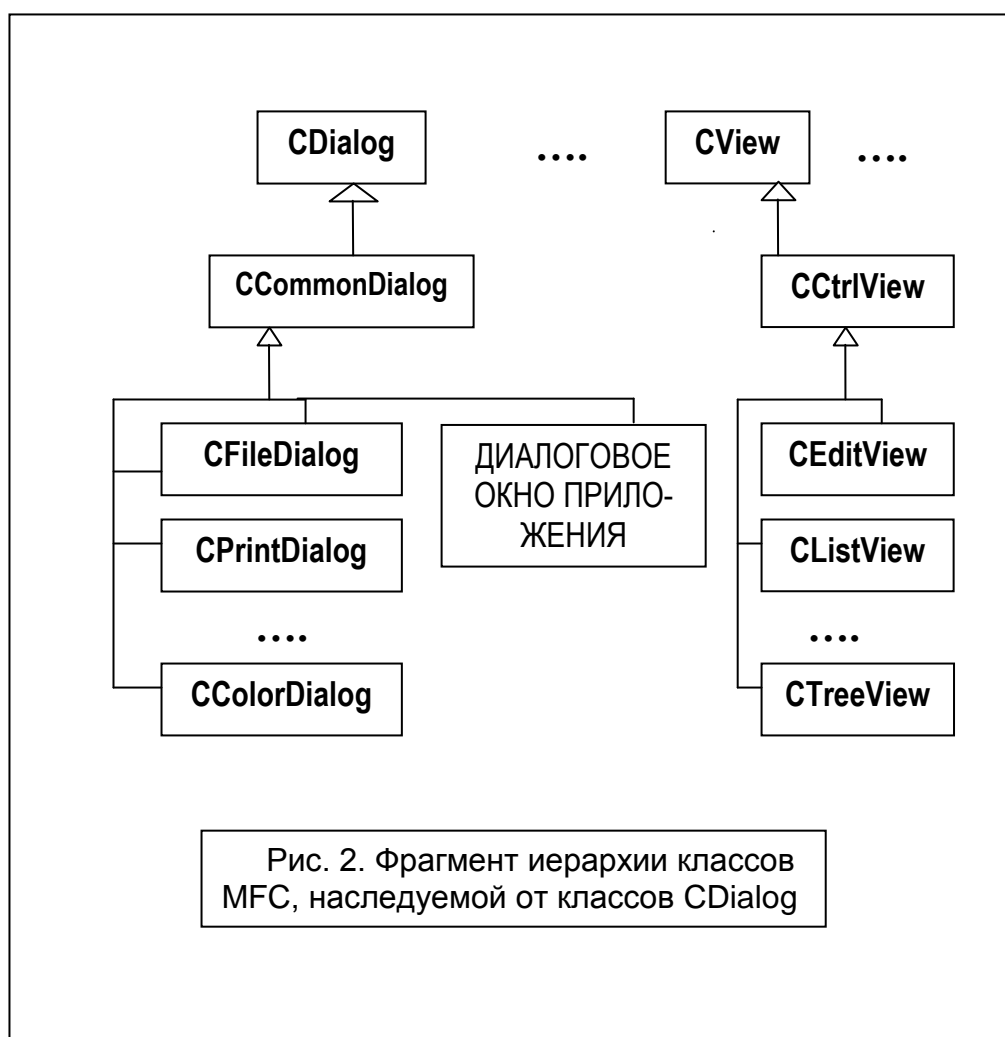 CDialog
....
CView
....
CCommonDialog
CCtrlView
CFileDialog
ДИАЛОГОВОЕ
ОКНО ПРИЛО-
ЖЕНИЯ
CEditView
CPrintDialog
CListView
....
....
CColorDialog
CTreeView
Рис. 2. Фрагмент иерархии классов
MFC, наследуемой от классов CDialog